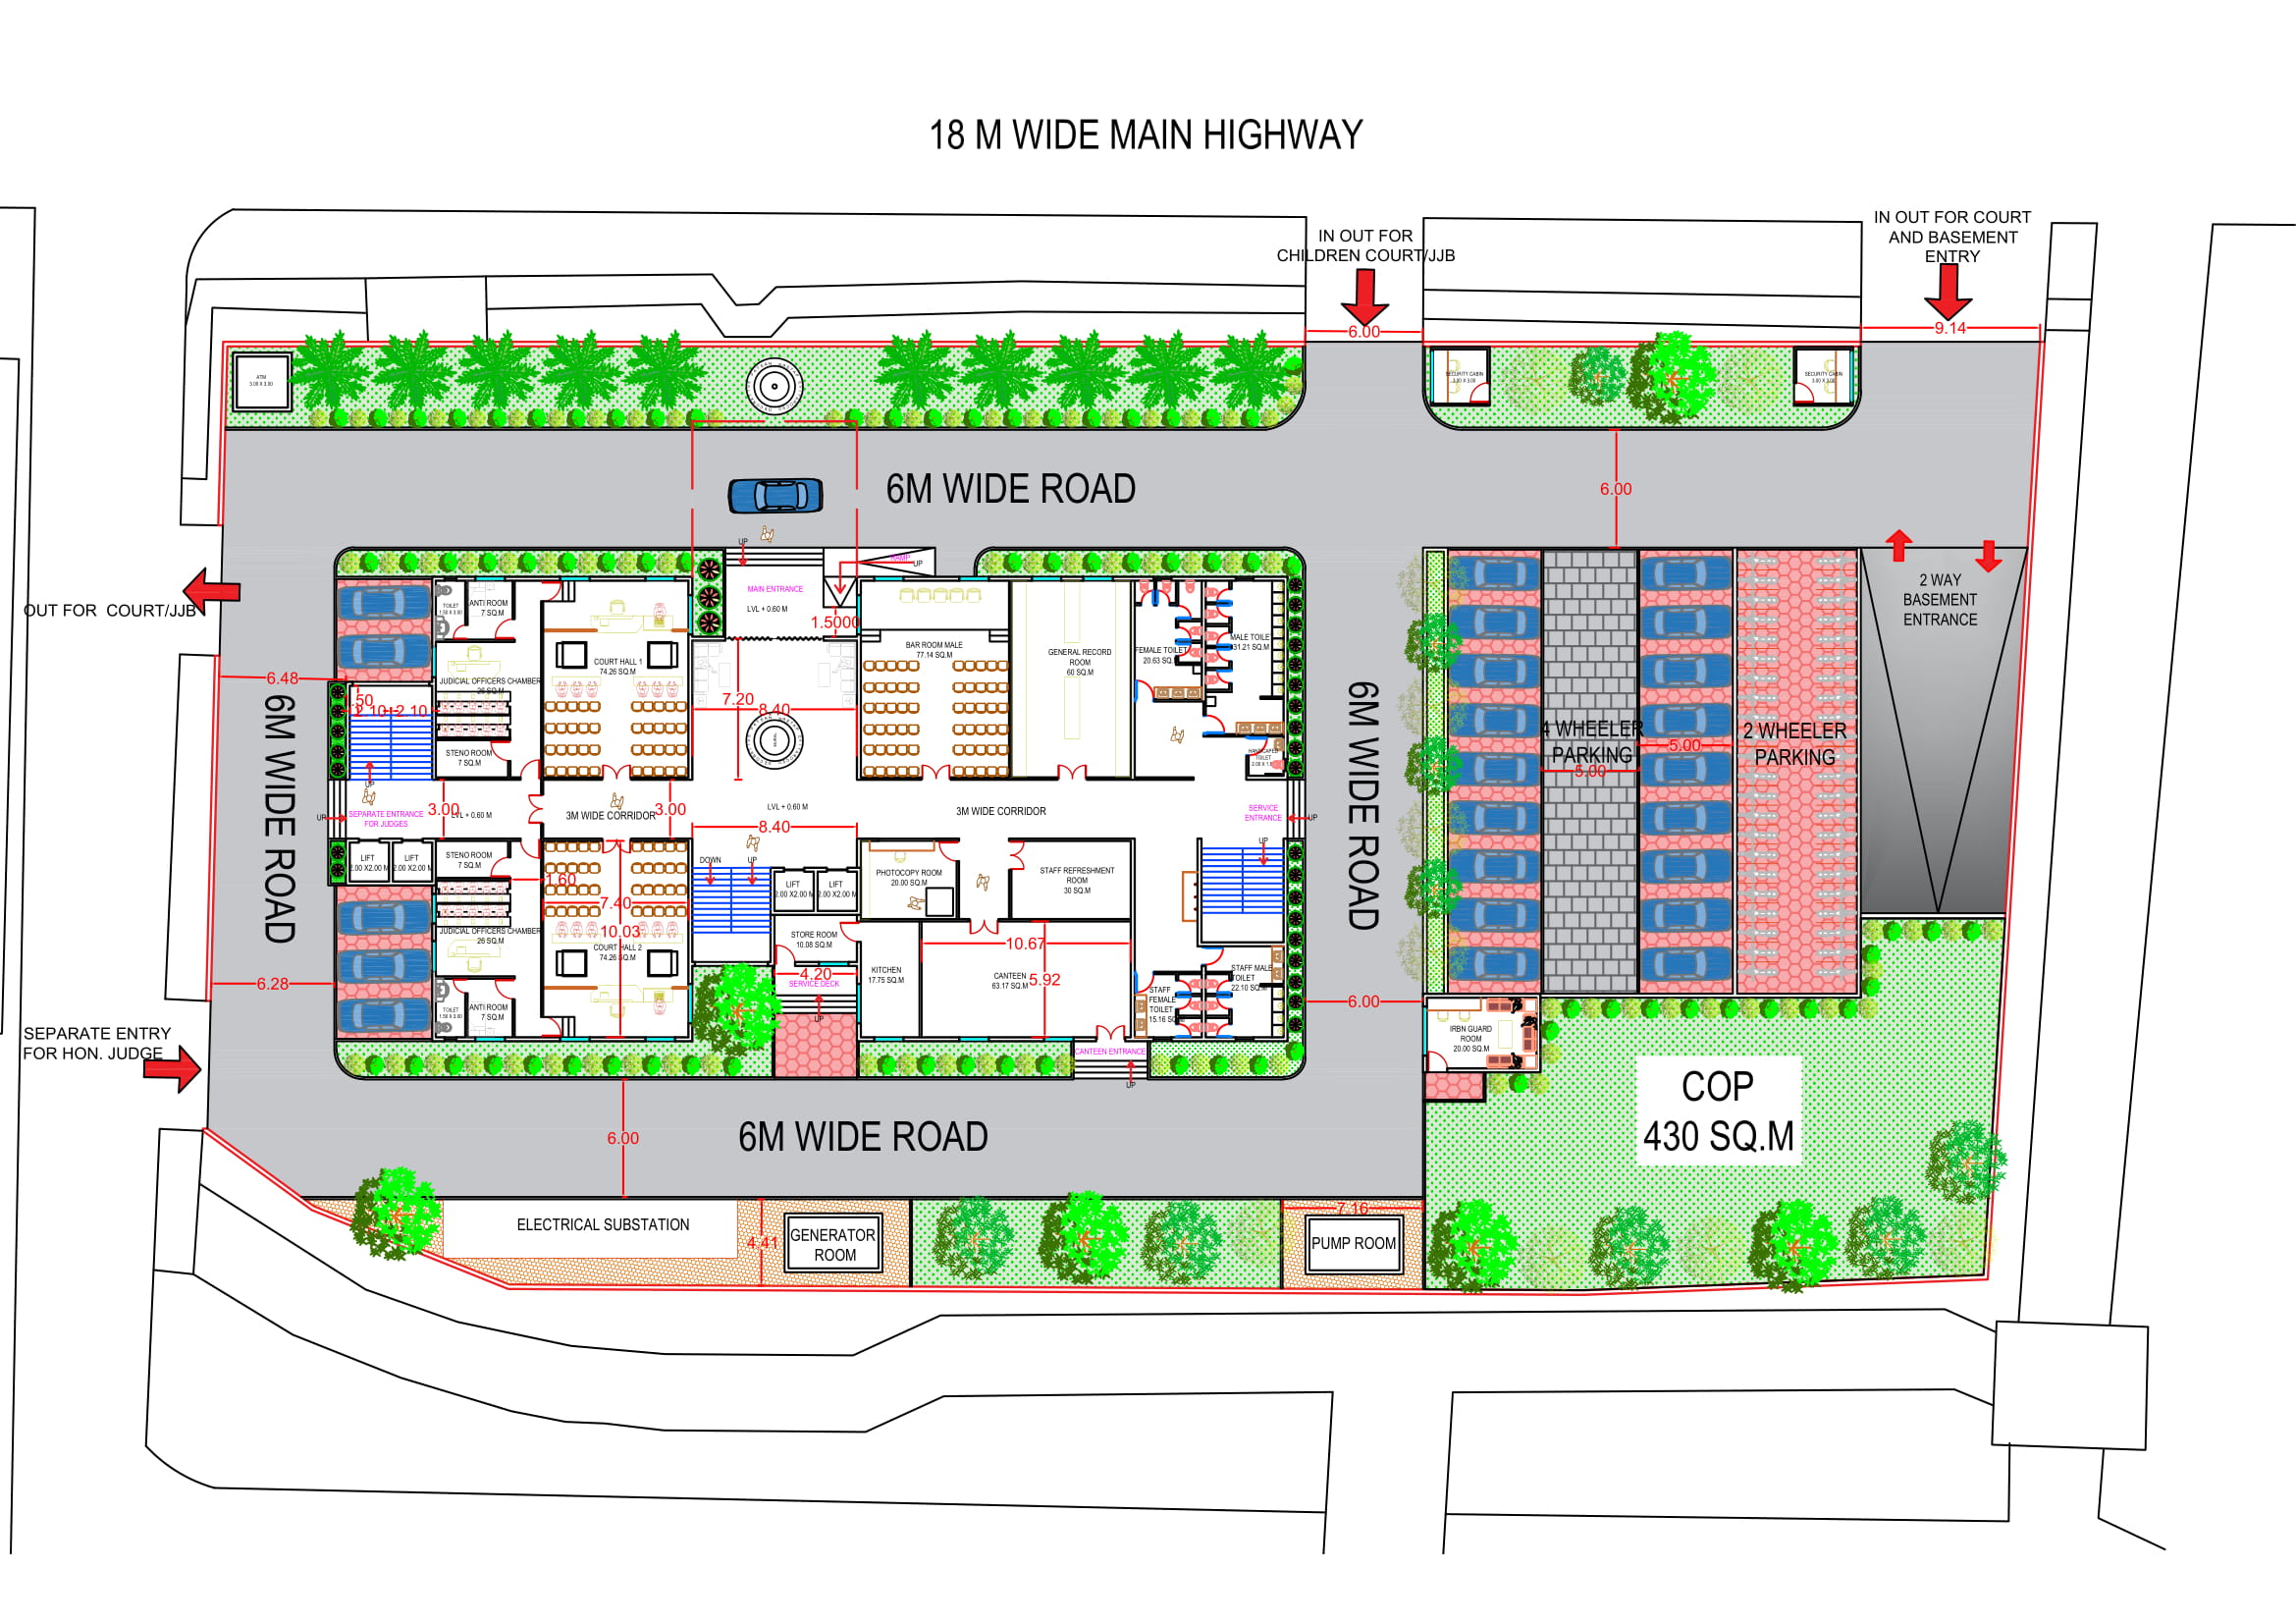 18 M WIDE MAIN HIGHWAY
IN OUT FOR
CHILDREN COURT/JJB
IN OUT FOR COURT
AND BASEMENT
ENTRY
6.00
9.14
ATM
3.00 X 3.00
SECURITY CABIN
3.00 X 3.00
SECURITY CABIN
3.00 X 3.00
6M WIDE ROAD
6.00
UP
RAMP
UP
OUT FOR COURT/JJB
TOILET
1.50 X 3.00
ANTI ROOM
7 SQ.M
MAIN ENTRANCE
LVL + 0.60 M
1.5000
2 WAY
BASEMENT
ENTRANCE
COURT HALL 1
74.26 SQ.M
BAR ROOM MALE
77.14 SQ.M
GENERAL RECORD
ROOM
60 SQ.M
FEMALE TOILET
20.63 SQ.
MALE TOILE
31.21 SQ.M
6.48
JUDICIAL OFFICERS CHAMBER
26 SQ.M
.50
2.10
2.10
7.20
8.40
6M WIDE ROAD
6M WIDE ROAD
4 WHEELER
PARKING
5.00
5.00
2 WHEELER
PARKING
STENO ROOM
7 SQ.M
TOILET
UP
3.00
LVL + 0.60 M
SEPARATE ENTRANCE
FOR JUDGES
UP
3M WIDE CORRIDOR
3.00
LVL + 0.60 M
8.40
3M WIDE CORRIDOR
SERVICE
ENTRANCE
UP
UP
LIFT
2.00 X2.00 M
LIFT
2.00 X2.00 M
STENO ROOM
7 SQ.M
1.60
DOWN
UP
LIFT
2.00 X2.00 M
LIFT
2.00 X2.00 M
PHOTOCOPY ROOM
20.00 SQ.M
STAFF REFRESHMENT
ROOM
30 SQ.M
7.40
10.03
JUDICIAL OFFICERS CHAMBER
26 SQ.M
COURT HALL 2
74.26 SQ.M
STORE ROOM
10.08 SQ.M
10.67
KITCHEN
17.75 SQ.M
CANTEEN
63.17 SQ.M
5.92
STAFF MALE
TOILET
22.10 SQ.M
STAFF
FEMALE
TOILET
15.16 SQ.M
4.20
SERVICE DECK
UP
6.28
6.00
TOILET
1.50 X 3.00
ANTI ROOM
7 SQ.M
SEPARATE ENTRY
FOR HON. JUDGE
IRBN GUARD
ROOM
20.00 SQ.M
CANTEEN ENTRANCE
UP
COP
430 SQ.M
6.00
6M WIDE ROAD
ELECTRICAL SUBSTATION
4.41
GENERATOR
ROOM
7.16
PUMP ROOM